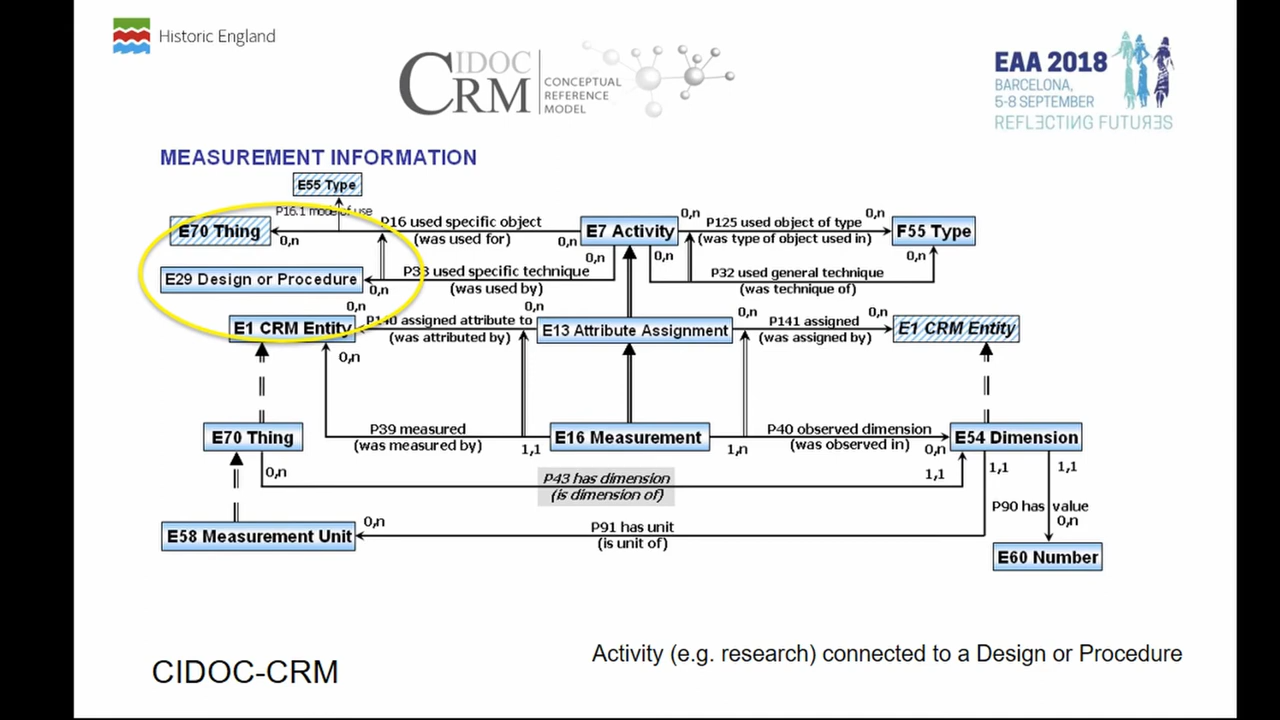 Historic England
CIDOC
CRM
CONCEPTUAL
REFERENCE
MODEL
EAA 2018
BARCELONA,
5-8 SEPTEMBER
REFLECTING FUTURES
MEASUREMENT INFORMATION
E55 Type
P16.1 mode of use
E70 Thing
0,n
P16 used specific object
(was used for)
0,n
E7 Activity
0,n
P125 used object of type
0,n
(was type of object used in)
F55 Type
E29 Design or Procedure
0,n
P33 used specific technique
(was used by)
0,n
0,n
P32 used general technique
(was technique of)
0,n
E1 CRM Entity
0,n
P140 assigned attribute to
0,n
(was attributed by)
E13 Attribute Assignment
0,n
P141 assigned
0,n
(was assigned by)
E1 CRM Entity
0,n
E70 Thing
P39 measured
(was measured by)
1,1
E16 Measurement
1,n
P40 observed dimension
(was observed in)
0,n
E54 Dimension
0,n
P43 has dimension
(is dimension of)
1,1
1,1
1,1
P90 has value
0,n
E58 Measurement Unit
0,n
P91 has unit
(is unit of)
E60 Number
Activity (e.g. research) connected to a Design or Procedure
CIDOC-CRM